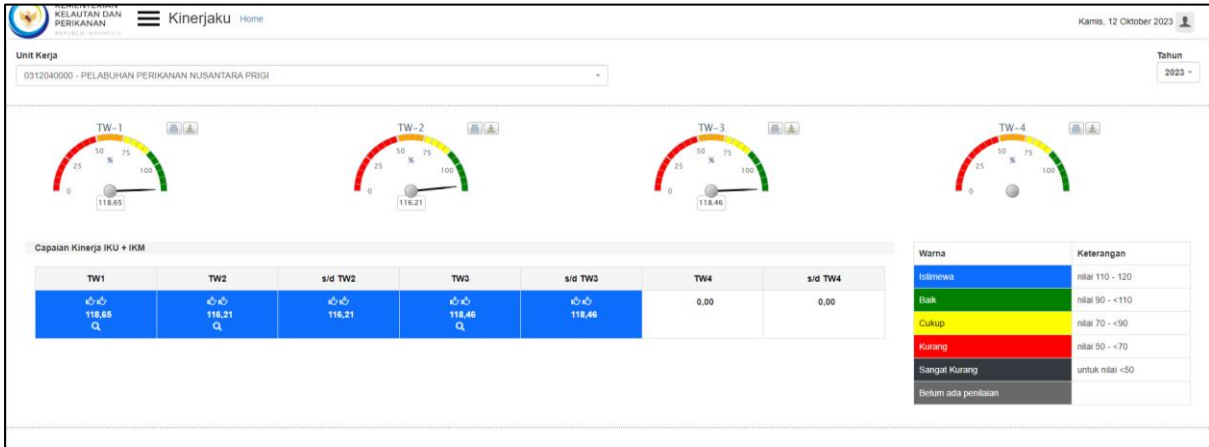 KEMENTERIAN
KELAUTAN DAN
PERIKANAN
Kinerjaku Home
Kamis, 12 Oktober 2023
Unit Kerja
Tahun
0312040000 - PELABUHAN PERIKANAN NUSANTARA PRIGI
2023
TW-1
0 25 50 75 100
%
118.65
TW-2
0 25 50 75 100
%
116.21
TW-3
0 25 50 75 100
%
118.46
TW-4
0 25 50 75 100
%
Capaian Kinerja IKU + IKM
TW1 TW2 s/d TW2 TW3 s/d TW3 TW4 s/d TW4
118,65 116,21 116,21 118,46 118,46 0,00 0,00
Warna Keterangan
Istimewa nilai 110 - 120
Baik nilai 90 - <110
Cukup nilai 70 - <90
Kurang nilai 50 - <70
Sangat Kurang untuk nilai <50
Belum ada penilaian